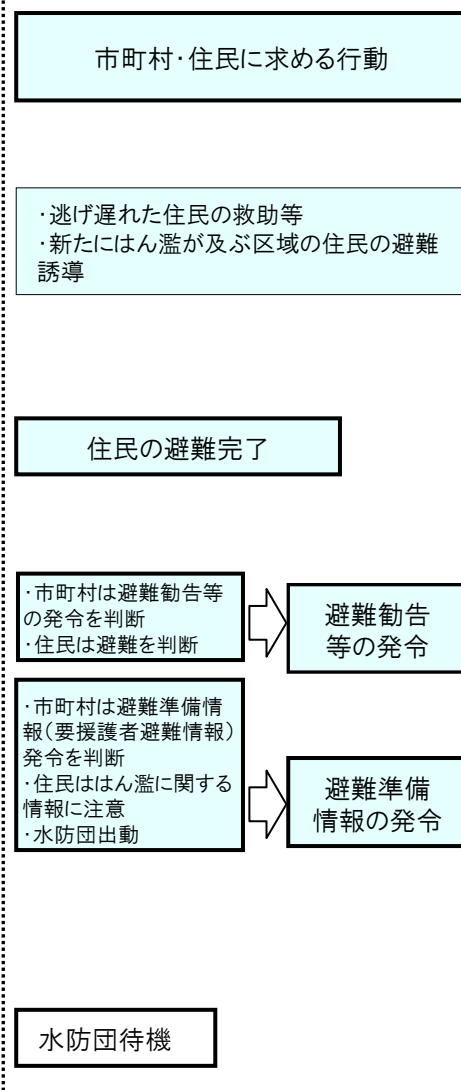 市町村・住民に求める行動
・逃げ遅れた住民の救助等
・新たにはん濫が及ぶ区域の住民の避難
誘導
住民の避難完了
・市町村は避難勧告等
の発令を判断
・住民は避難を判断
避難勧告
等の発令
・市町村は避難準備情
報(要援護者避難情報)
発令を判断
・住民ははん濫に関する
情報に注意
・水防団出動
避難準備
情報の発令
水防団待機